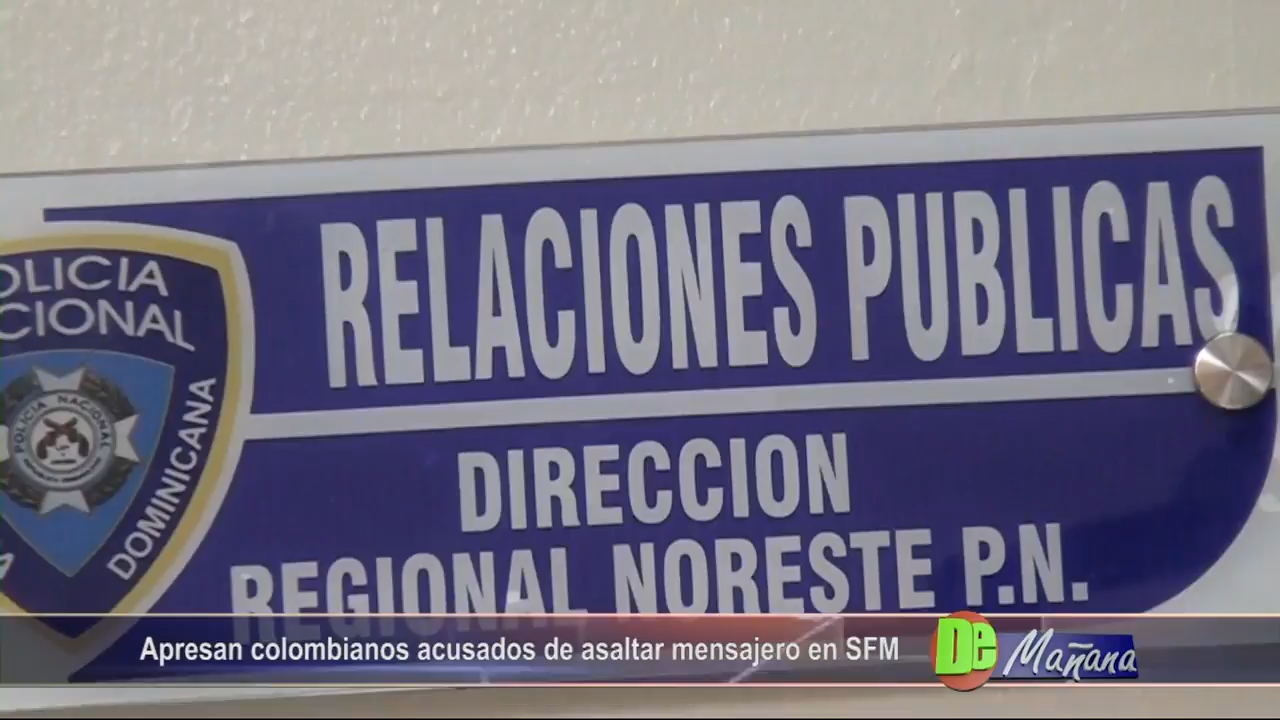 RELACIONES PUBLICAS
OLICIA
CIONAL
DOMINICANA
POLICIA NACIONAL
DIRECCION
REGIONAL NORESTE P.N.
Apresan colombianos acusados de asaltar mensajero en SFM
De Mañana